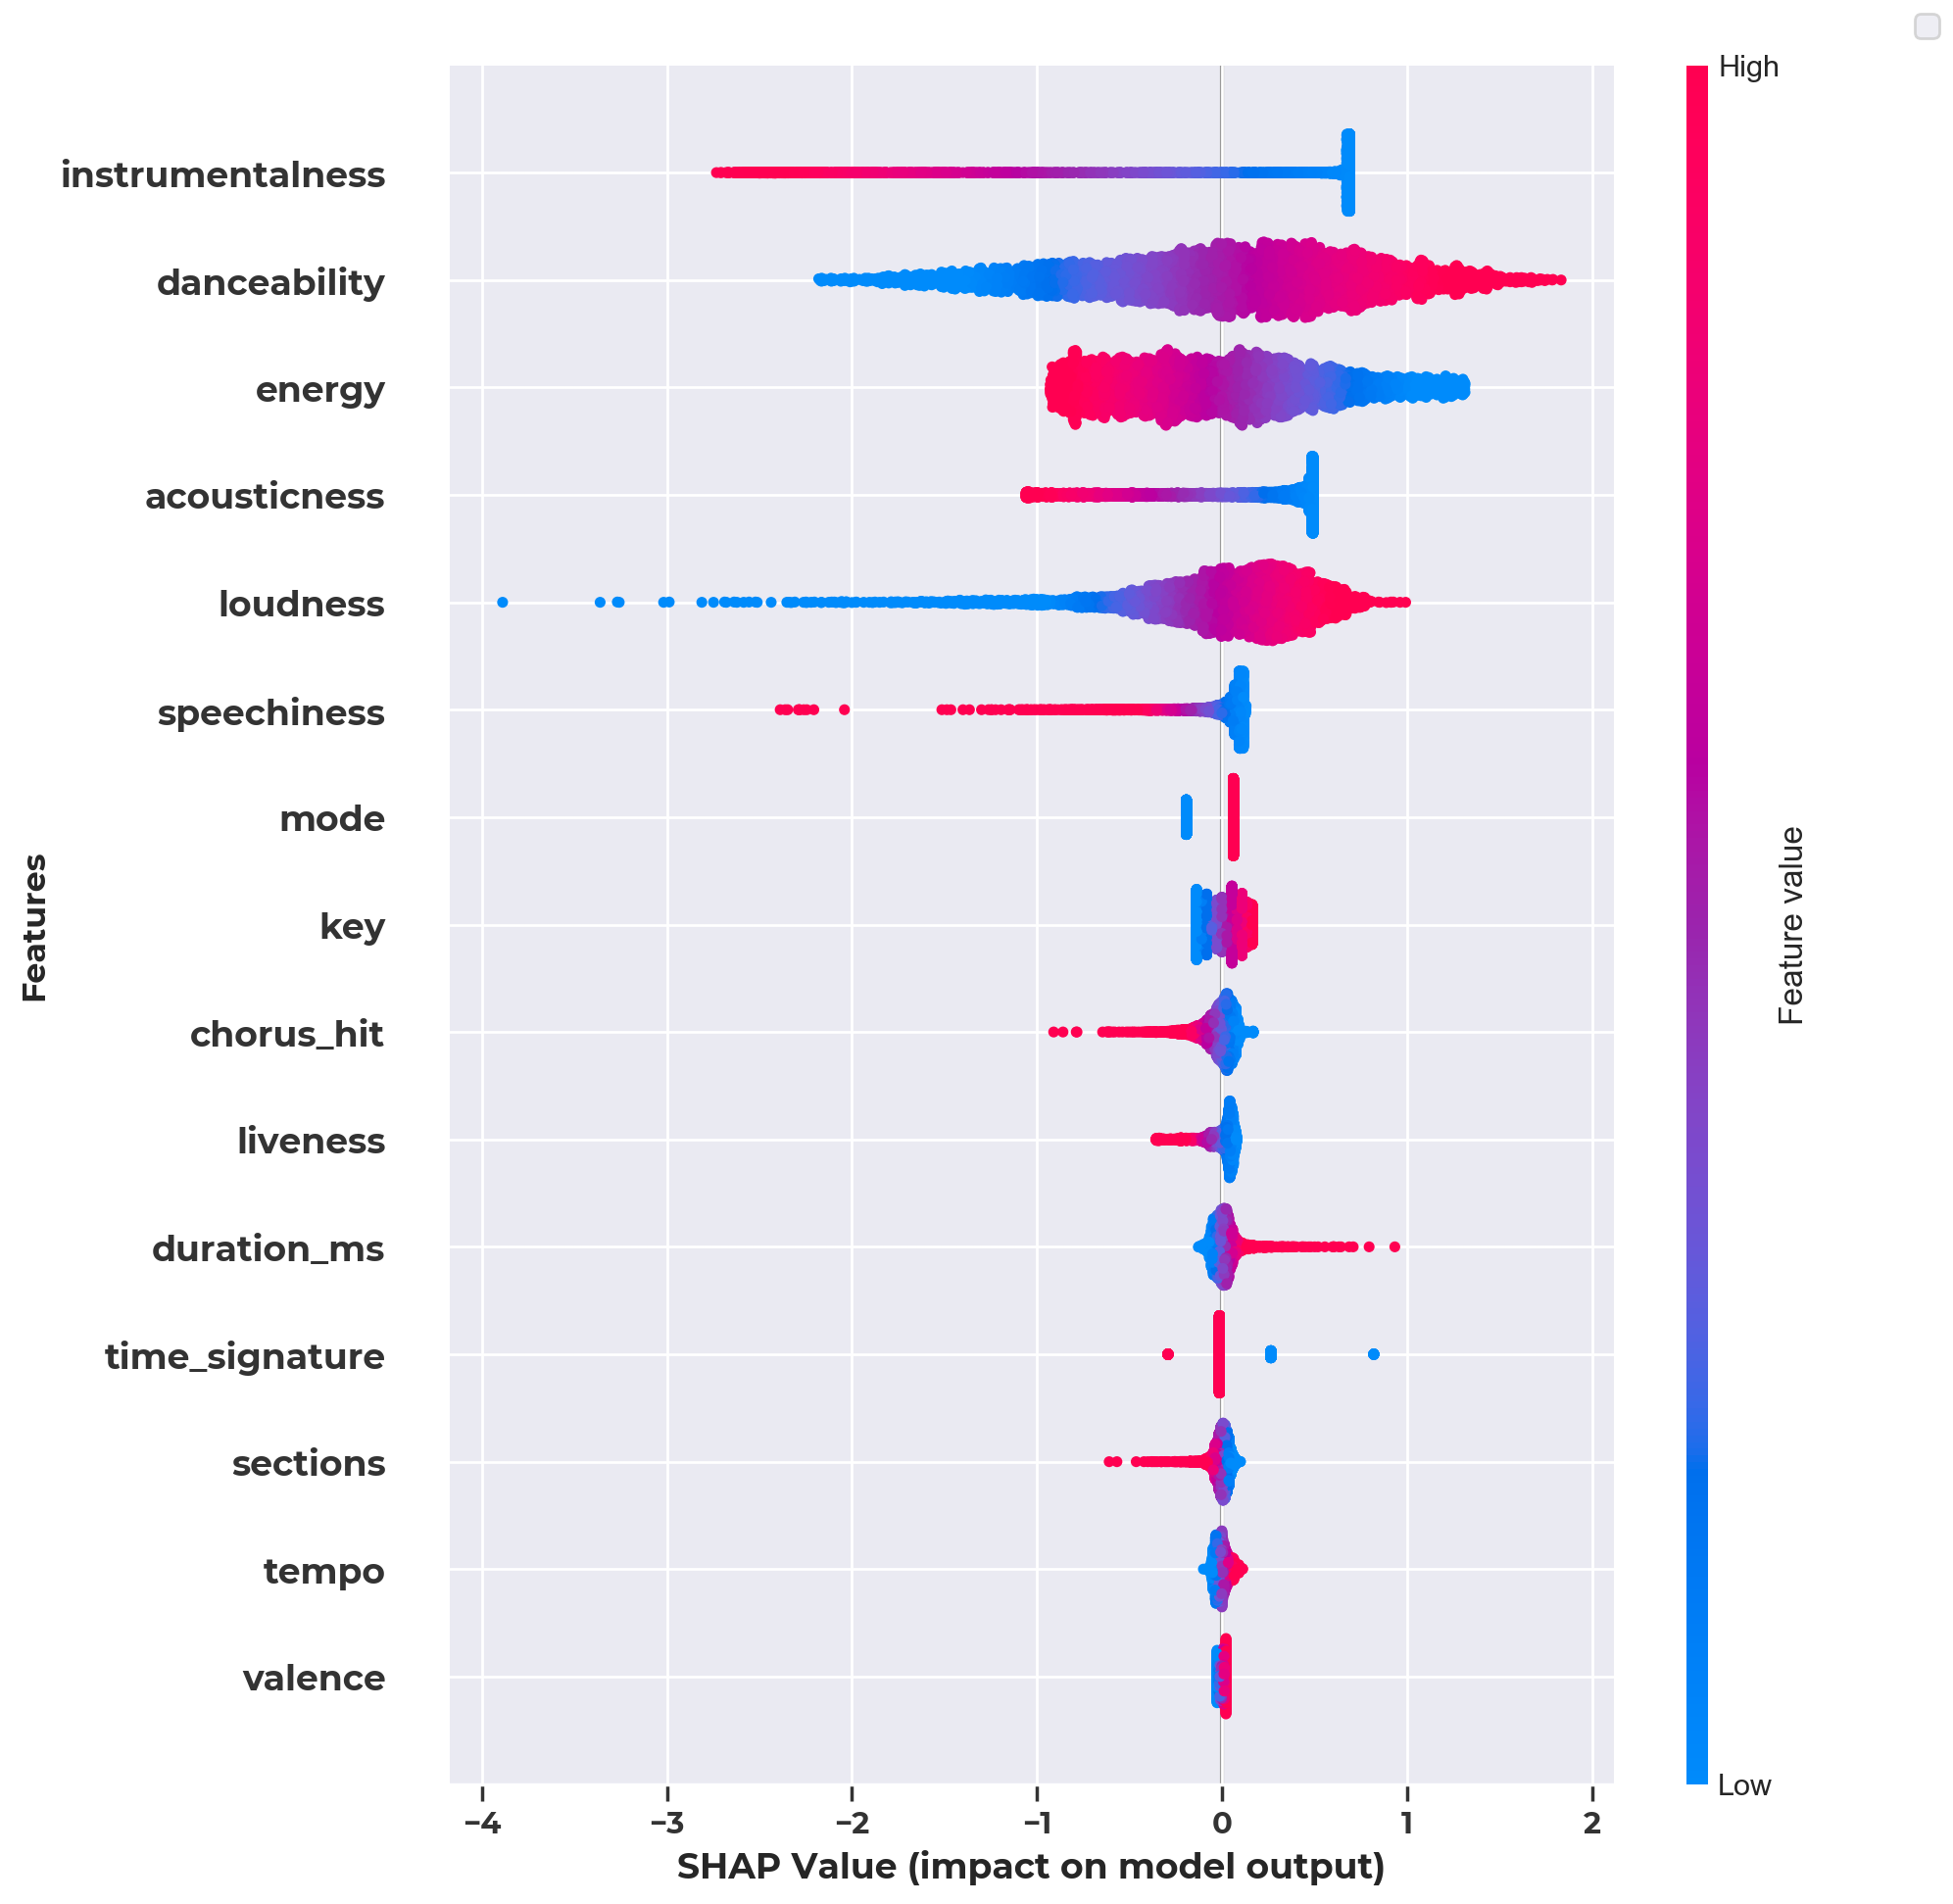 High
instrumentalness
danceability
energy
acousticness
loudness
speechiness
mode
key
chorus_hit
liveness
duration_ms
time_signature
sections
tempo
valence
Features
Feature value
Low
−4 −3 −2 −1 0 1 2
SHAP Value (impact on model output)